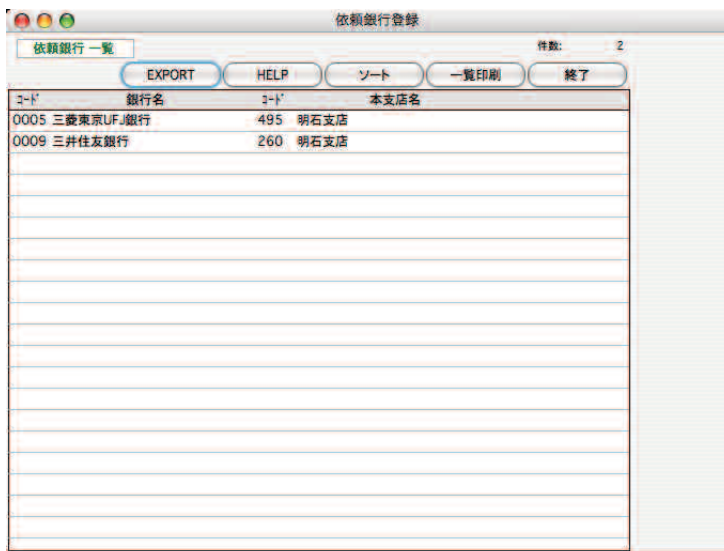 依頼銀行登録
依頼銀行 一覧 件数: 2
EXPORT HELP ソート 一覧印刷 終了
コード 銀行名 コード 本支店名
0005 三菱東京UFJ銀行 495 明石支店
0009 三井住友銀行 260 明石支店